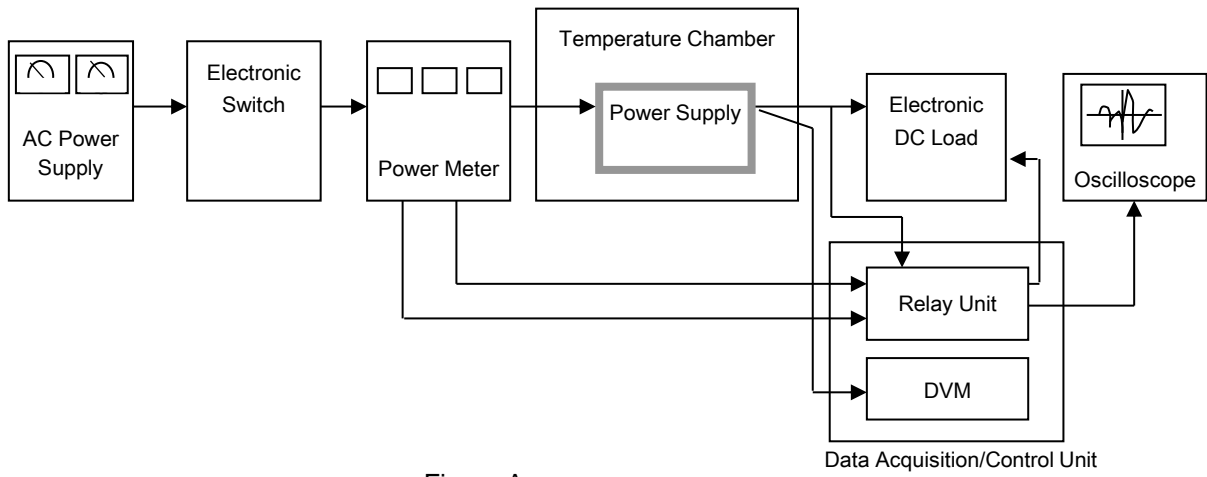 Temperature Chamber
Electronic
Switch
Power Supply
Electronic
DC Load
AC Power
Supply
Power Meter
Oscilloscope
Relay Unit
DVM
Data Acquisition/Control Unit